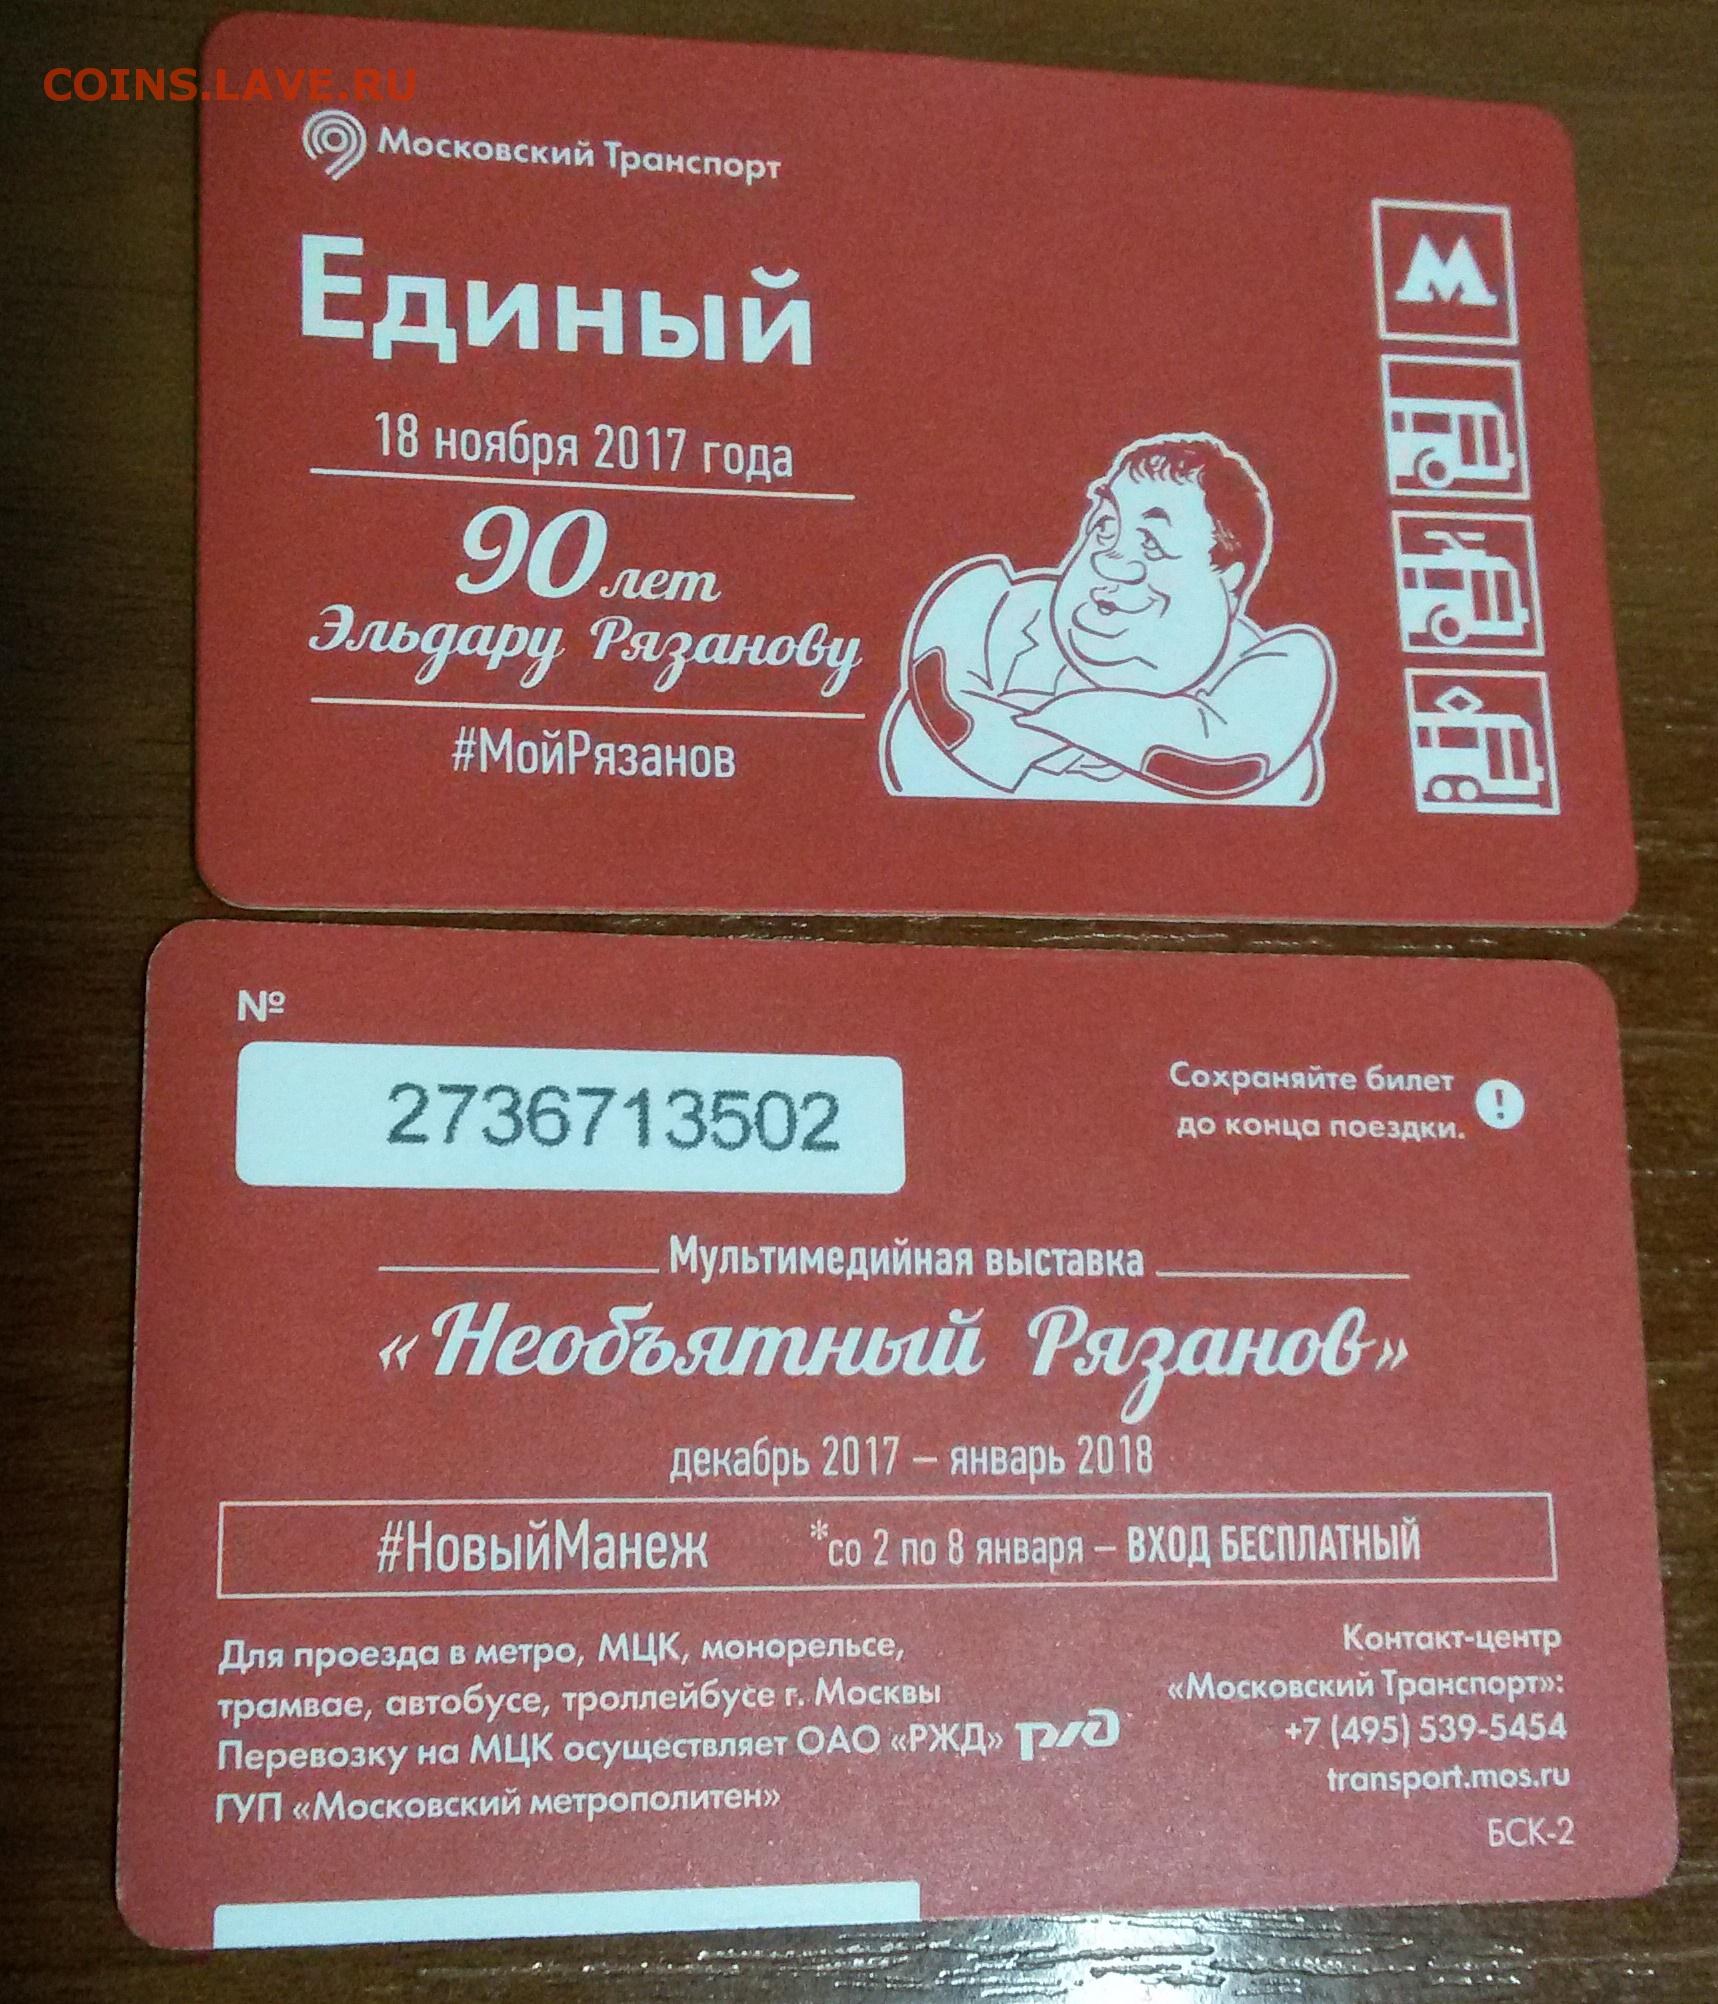 COINS.LAVE.RU
Московский Транспорт
Единый
18 ноября 2017 года
90 лет
Эльдару Рязанову
#МойРязанов
М
№
2736713502
Сохраняйте билет
до конца поездки.
!
Мультимедийная выставка
«Необъятный Рязанов»
декабрь 2017 – январь 2018
#НовыйМанеж *со 2 по 8 января – ВХОД БЕСПЛАТНЫЙ
Для проезда в метро, МЦК, монорельсе,
трамвае, автобусе, троллейбусе г. Москвы
Перевозку на МЦК осуществляет ОАО «РЖД» РЖД
ГУП «Московский метрополитен»
Контакт-центр
«Московский Транспорт»:
+7 (495) 539-5454
transport.mos.ru
БСК-2